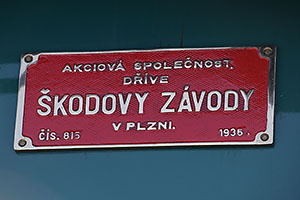 AKCIOVÁ SPOLEČNOST,
DŘÍVE
ŠKODOVY ZÁVODY
V PLZNI.
ČÍS. 815 1936.